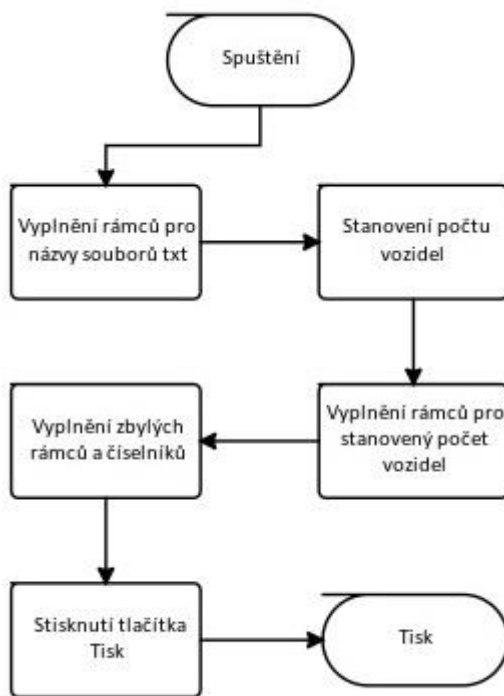 Spuštění
Vyplnění rámců pro
názvy souborů txt
Stanovení počtu
vozidel
Vyplnění rámců pro
stanovený počet
vozidel
Vyplnění zbylých
rámců a číselníků
Stisknutí tlačítka
Tisk
Tisk